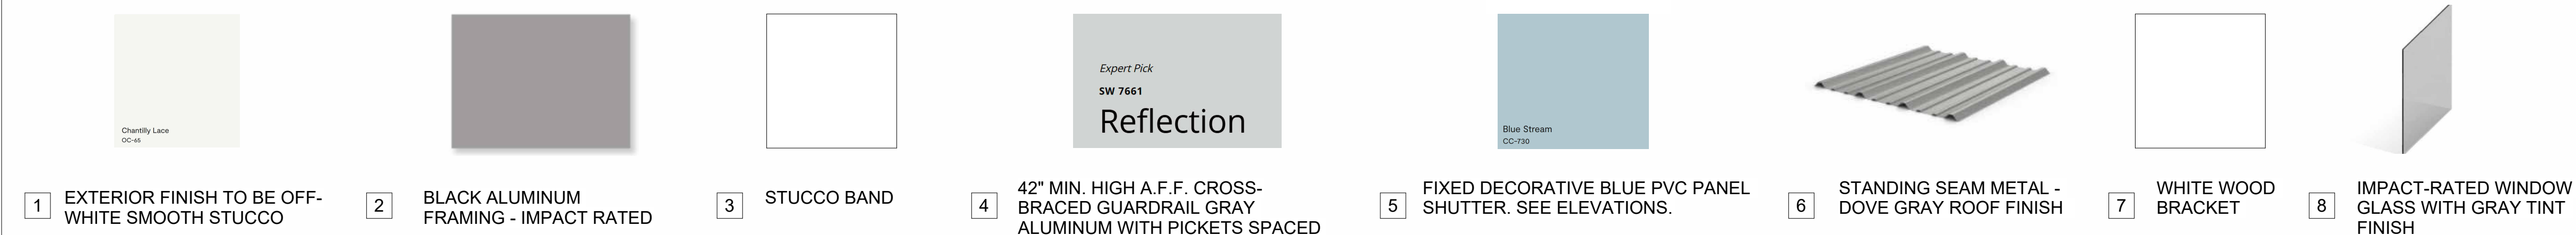 Chantilly Lace
OC-65
Expert Pick
SW 7661
Reflection
Blue Stream
CC-730
1
EXTERIOR FINISH TO BE OFF-
WHITE SMOOTH STUCCO
2
BLACK ALUMINUM
FRAMING - IMPACT RATED
3
STUCCO BAND
4
42" MIN. HIGH A.F.F. CROSS-
BRACED GUARDRAIL GRAY
ALUMINUM WITH PICKETS SPACED
5
FIXED DECORATIVE BLUE PVC PANEL
SHUTTER. SEE ELEVATIONS.
6
STANDING SEAM METAL -
DOVE GRAY ROOF FINISH
7
WHITE WOOD
BRACKET
8
IMPACT-RATED WINDOW
GLASS WITH GRAY TINT
FINISH